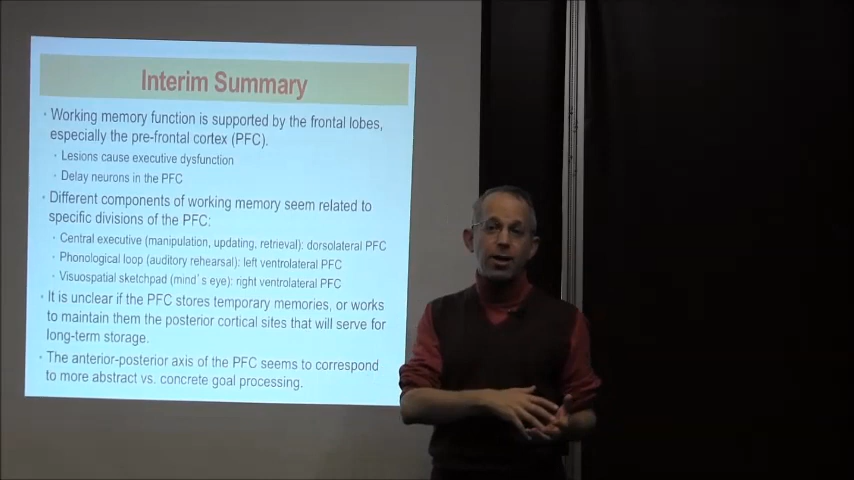 Interim Summary
• Working memory function is supported by the frontal lobes,
especially the pre-frontal cortex (PFC).
• Lesions cause executive dysfunction
• Delay neurons in the PFC
• Different components of working memory seem related to
specific divisions of the PFC:
• Central executive (manipulation, updating, retrieval): dorsolateral PFC
• Phonological loop (auditory rehearsal): left ventrolateral PFC
• Visuospatial sketchpad (mind's eye): right ventrolateral PFC
• It is unclear if the PFC stores temporary memories, or works
to maintain them the posterior cortical sites that will serve for
long-term storage.
• The anterior-posterior axis of the PFC seems to correspond
to more abstract vs. concrete goal processing.